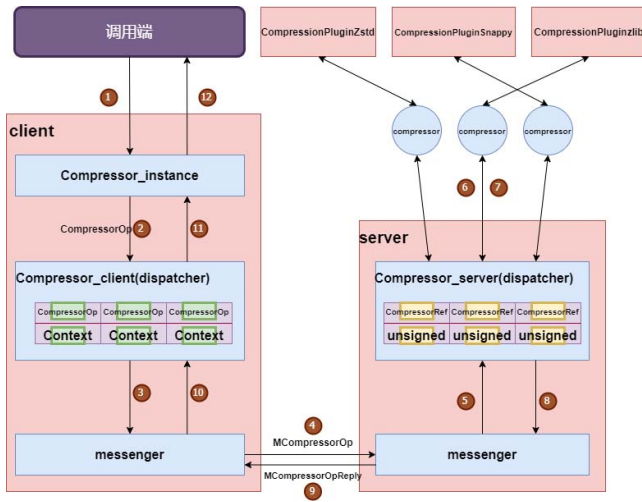 调用端
CompressionPluginZstd
CompressionPluginSnappy
CompressionPluginzlib
1
12
client
compressor
compressor
compressor
Compressor_instance
6
7
CompressorOp
2
11
server
Compressor_client(dispatcher)
CompressorOp CompressorOp CompressorOp
Context Context Context
Compressor_server(dispatcher)
CompressorRef CompressorRef CompressorRef
unsigned unsigned unsigned
3
10
5
8
4
MCompressorOp
messenger
messenger
MCompressorOpReply
9